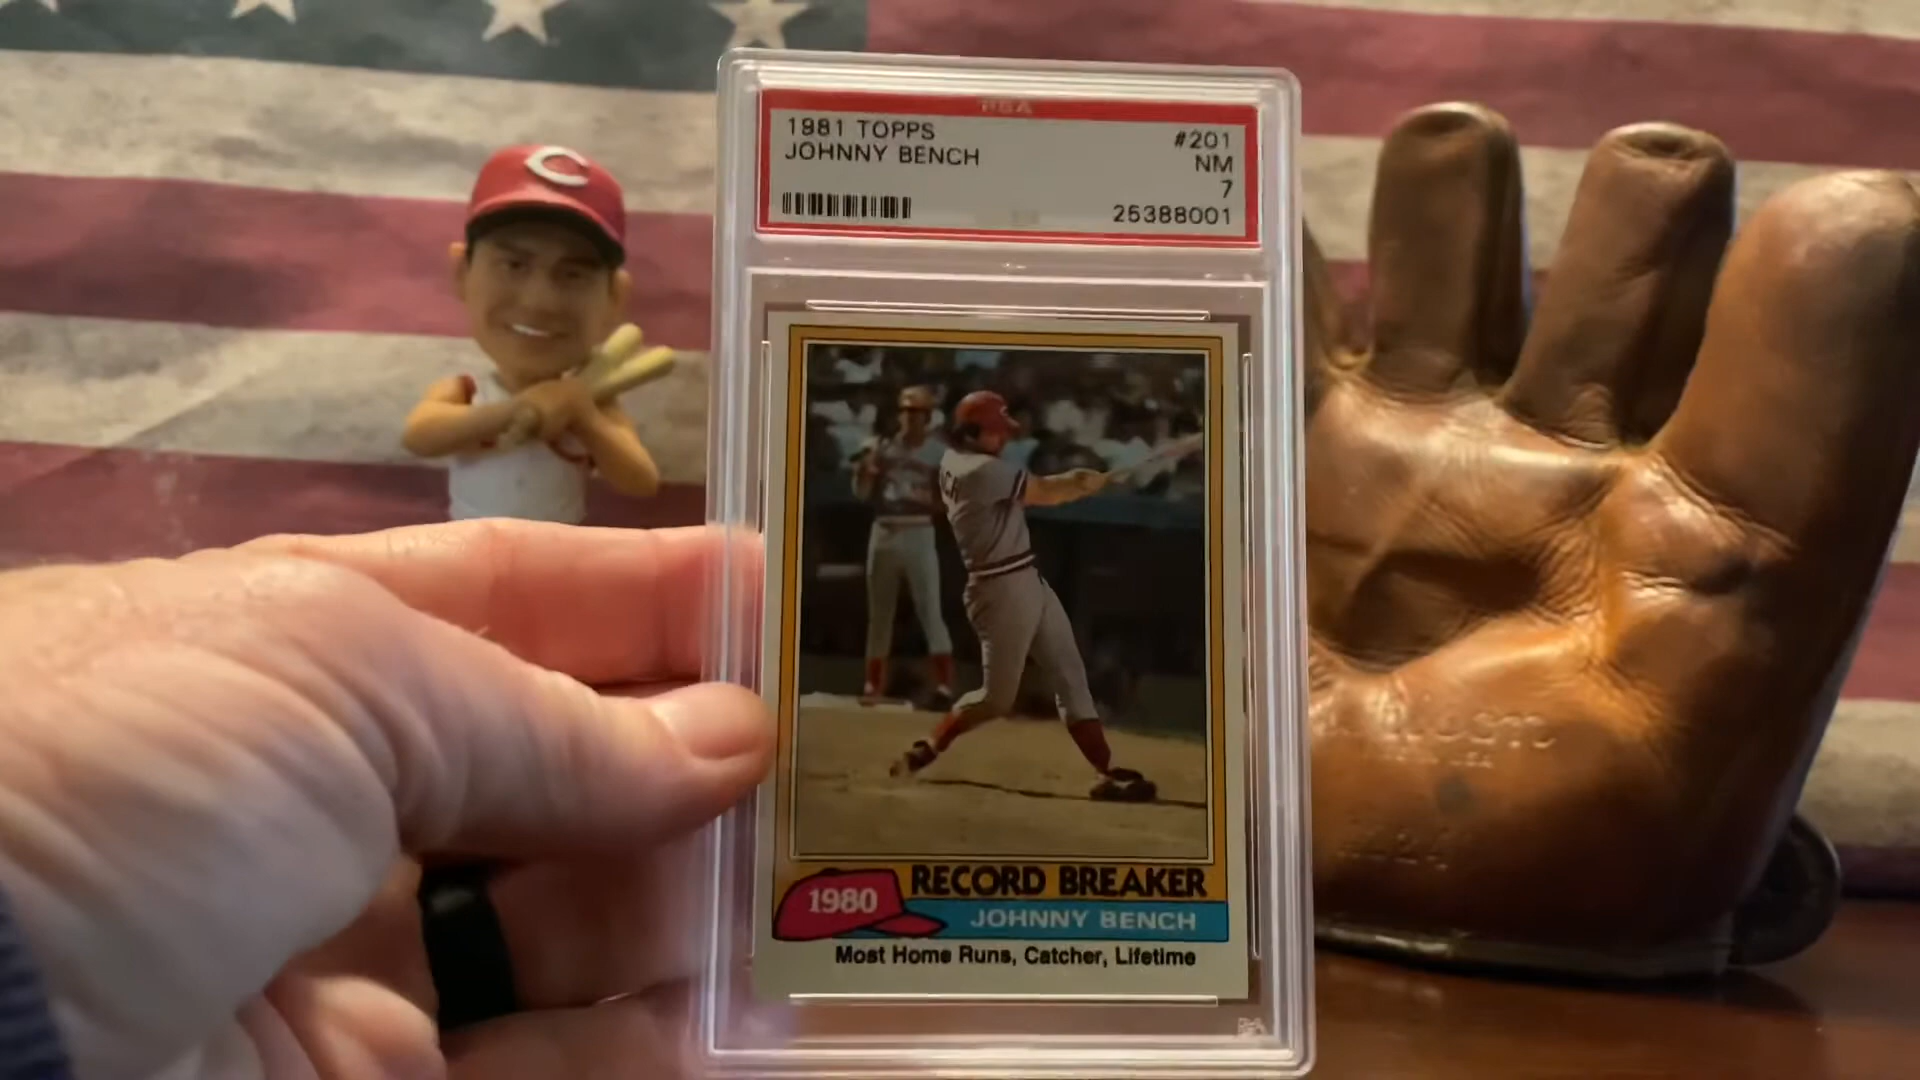 PSA
1981 TOPPS #201
JOHNNY BENCH NM
7
25388001
C
RECORD BREAKER
1980
JOHNNY BENCH
Most Home Runs, Catcher, Lifetime